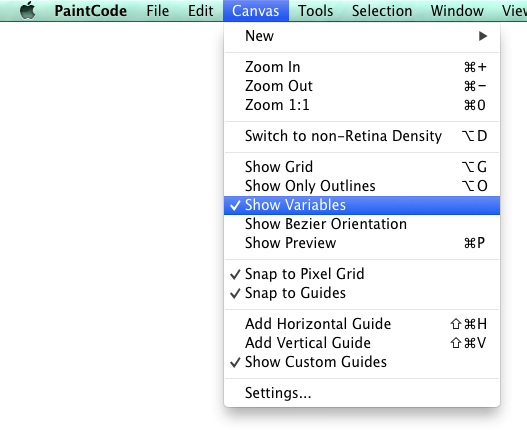 PaintCode File Edit Canvas Tools Selection Window View
New
Zoom In ⌘+
Zoom Out ⌘−
Zoom 1:1 ⌘0
Switch to non-Retina Density ⌥D
Show Grid ⌥G
Show Only Outlines ⌥O
✓ Show Variables
Show Bezier Orientation
Show Preview ⌘P
✓ Snap to Pixel Grid
✓ Snap to Guides
Add Horizontal Guide ⇧⌘H
Add Vertical Guide ⇧⌘V
✓ Show Custom Guides
Settings...